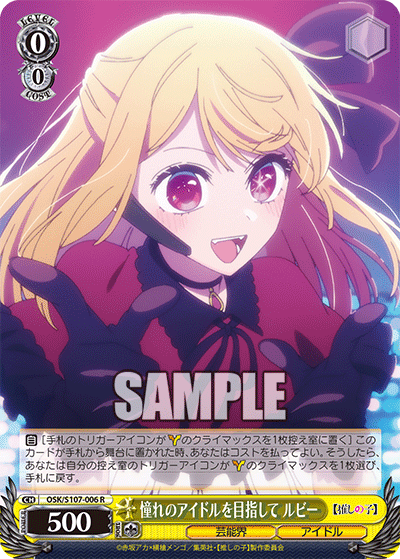 LEVEL
0
0
COST
SAMPLE
自【[手札のトリガーアイコンがのクライマックスを1枚控え室に置く] この
カードが手札から舞台に置かれた時、あなたはコストを払ってよい。そうしたら、
あなたは自分の控え室のトリガーアイコンがのクライマックスを1枚選び、
手札に戻す。
CH OSK/S107-006 R
憧れのアイドルを目指して ルビー
【推しの子】
POWER
500
芸能界
アイドル
©赤坂アカ×横槍メンゴ／集英社・【推しの子】製作委員会